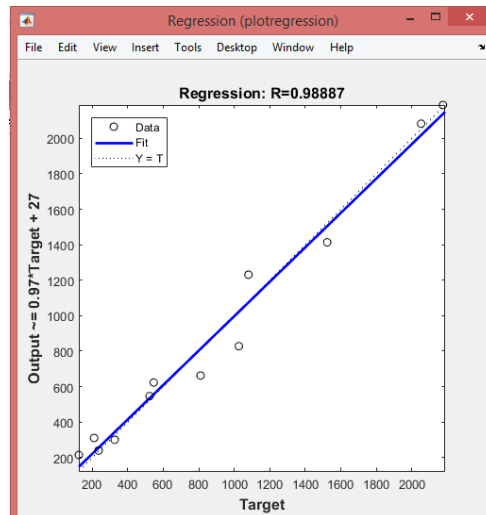 Regression (plotregression)
File Edit View Insert Tools Desktop Window Help
Regression: R=0.98887
Data
Fit
Y = T
Output ~= 0.97*Target + 27
2000
1800
1600
1400
1200
1000
800
600
400
200
200 400 600 800 1000 1200 1400 1600 1800 2000
Target